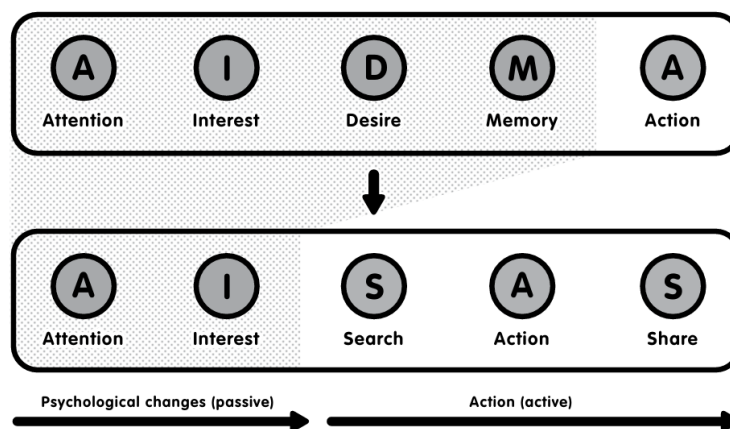 A I D M A
Attention Interest Desire Memory Action
A I S A S
Attention Interest Search Action Share
Psychological changes (passive) Action (active)